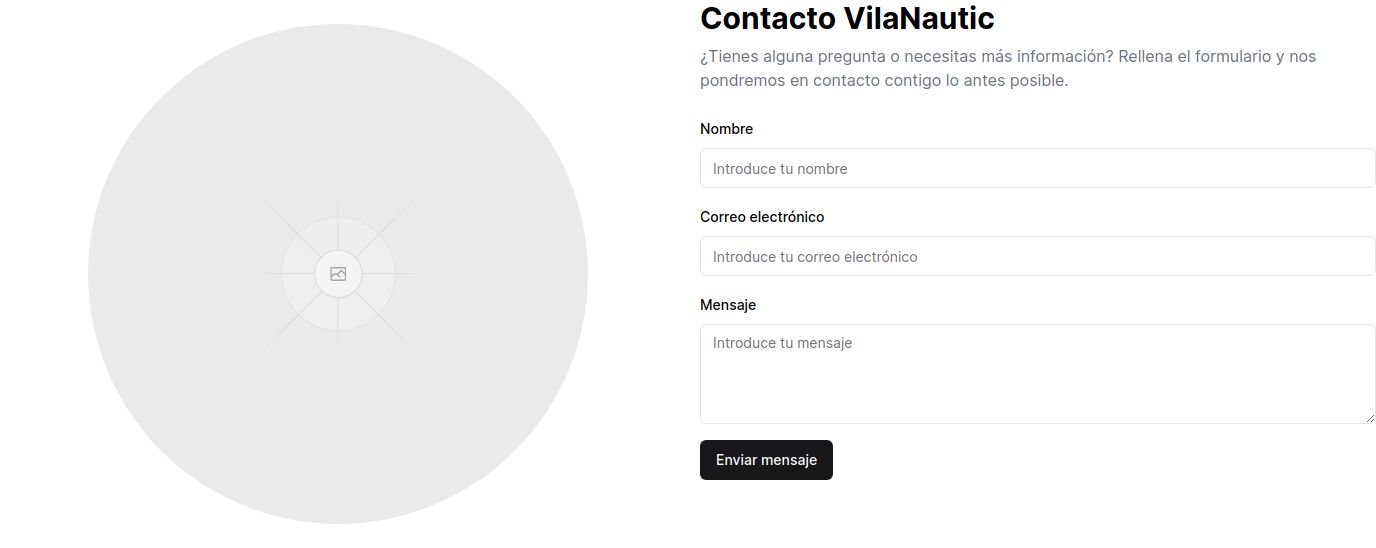 Contacto VilaNautic
¿Tienes alguna pregunta o necesitas más información? Rellena el formulario y nos
pondremos en contacto contigo lo antes posible.
Nombre
Introduce tu nombre
Correo electrónico
Introduce tu correo electrónico
Mensaje
Introduce tu mensaje
Enviar mensaje